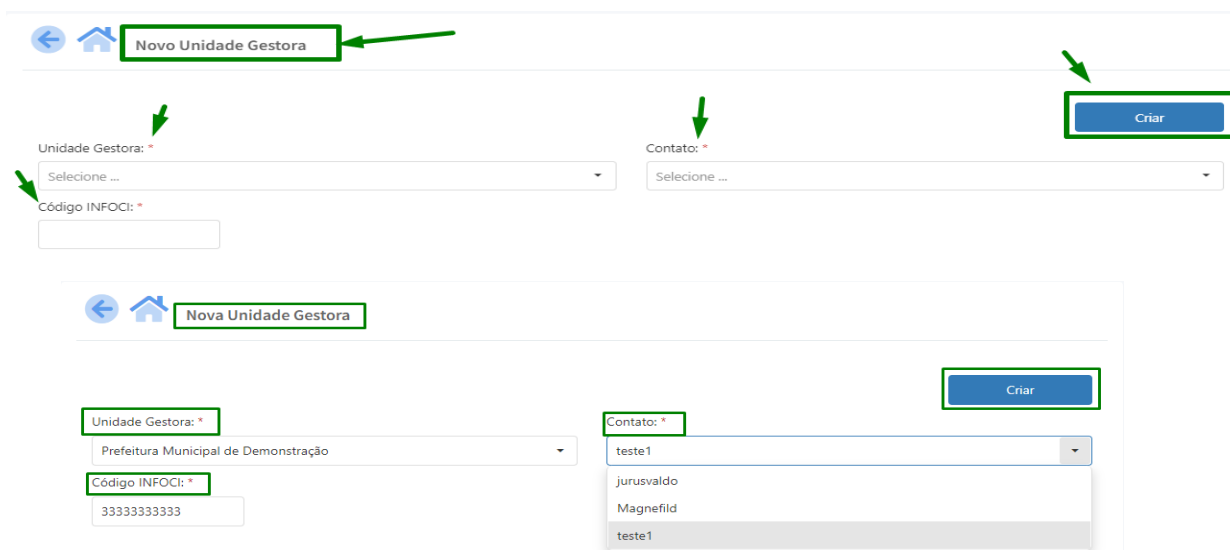 Novo Unidade Gestora
Criar
Unidade Gestora: *
Contato: *
Selecione ...
Selecione ...
Código INFOCI: *
Nova Unidade Gestora
Criar
Unidade Gestora: *
Contato: *
Prefeitura Municipal de Demonstração
teste1
Código INFOCI: *
jurusvaldo
33333333333
Magnefild
teste1